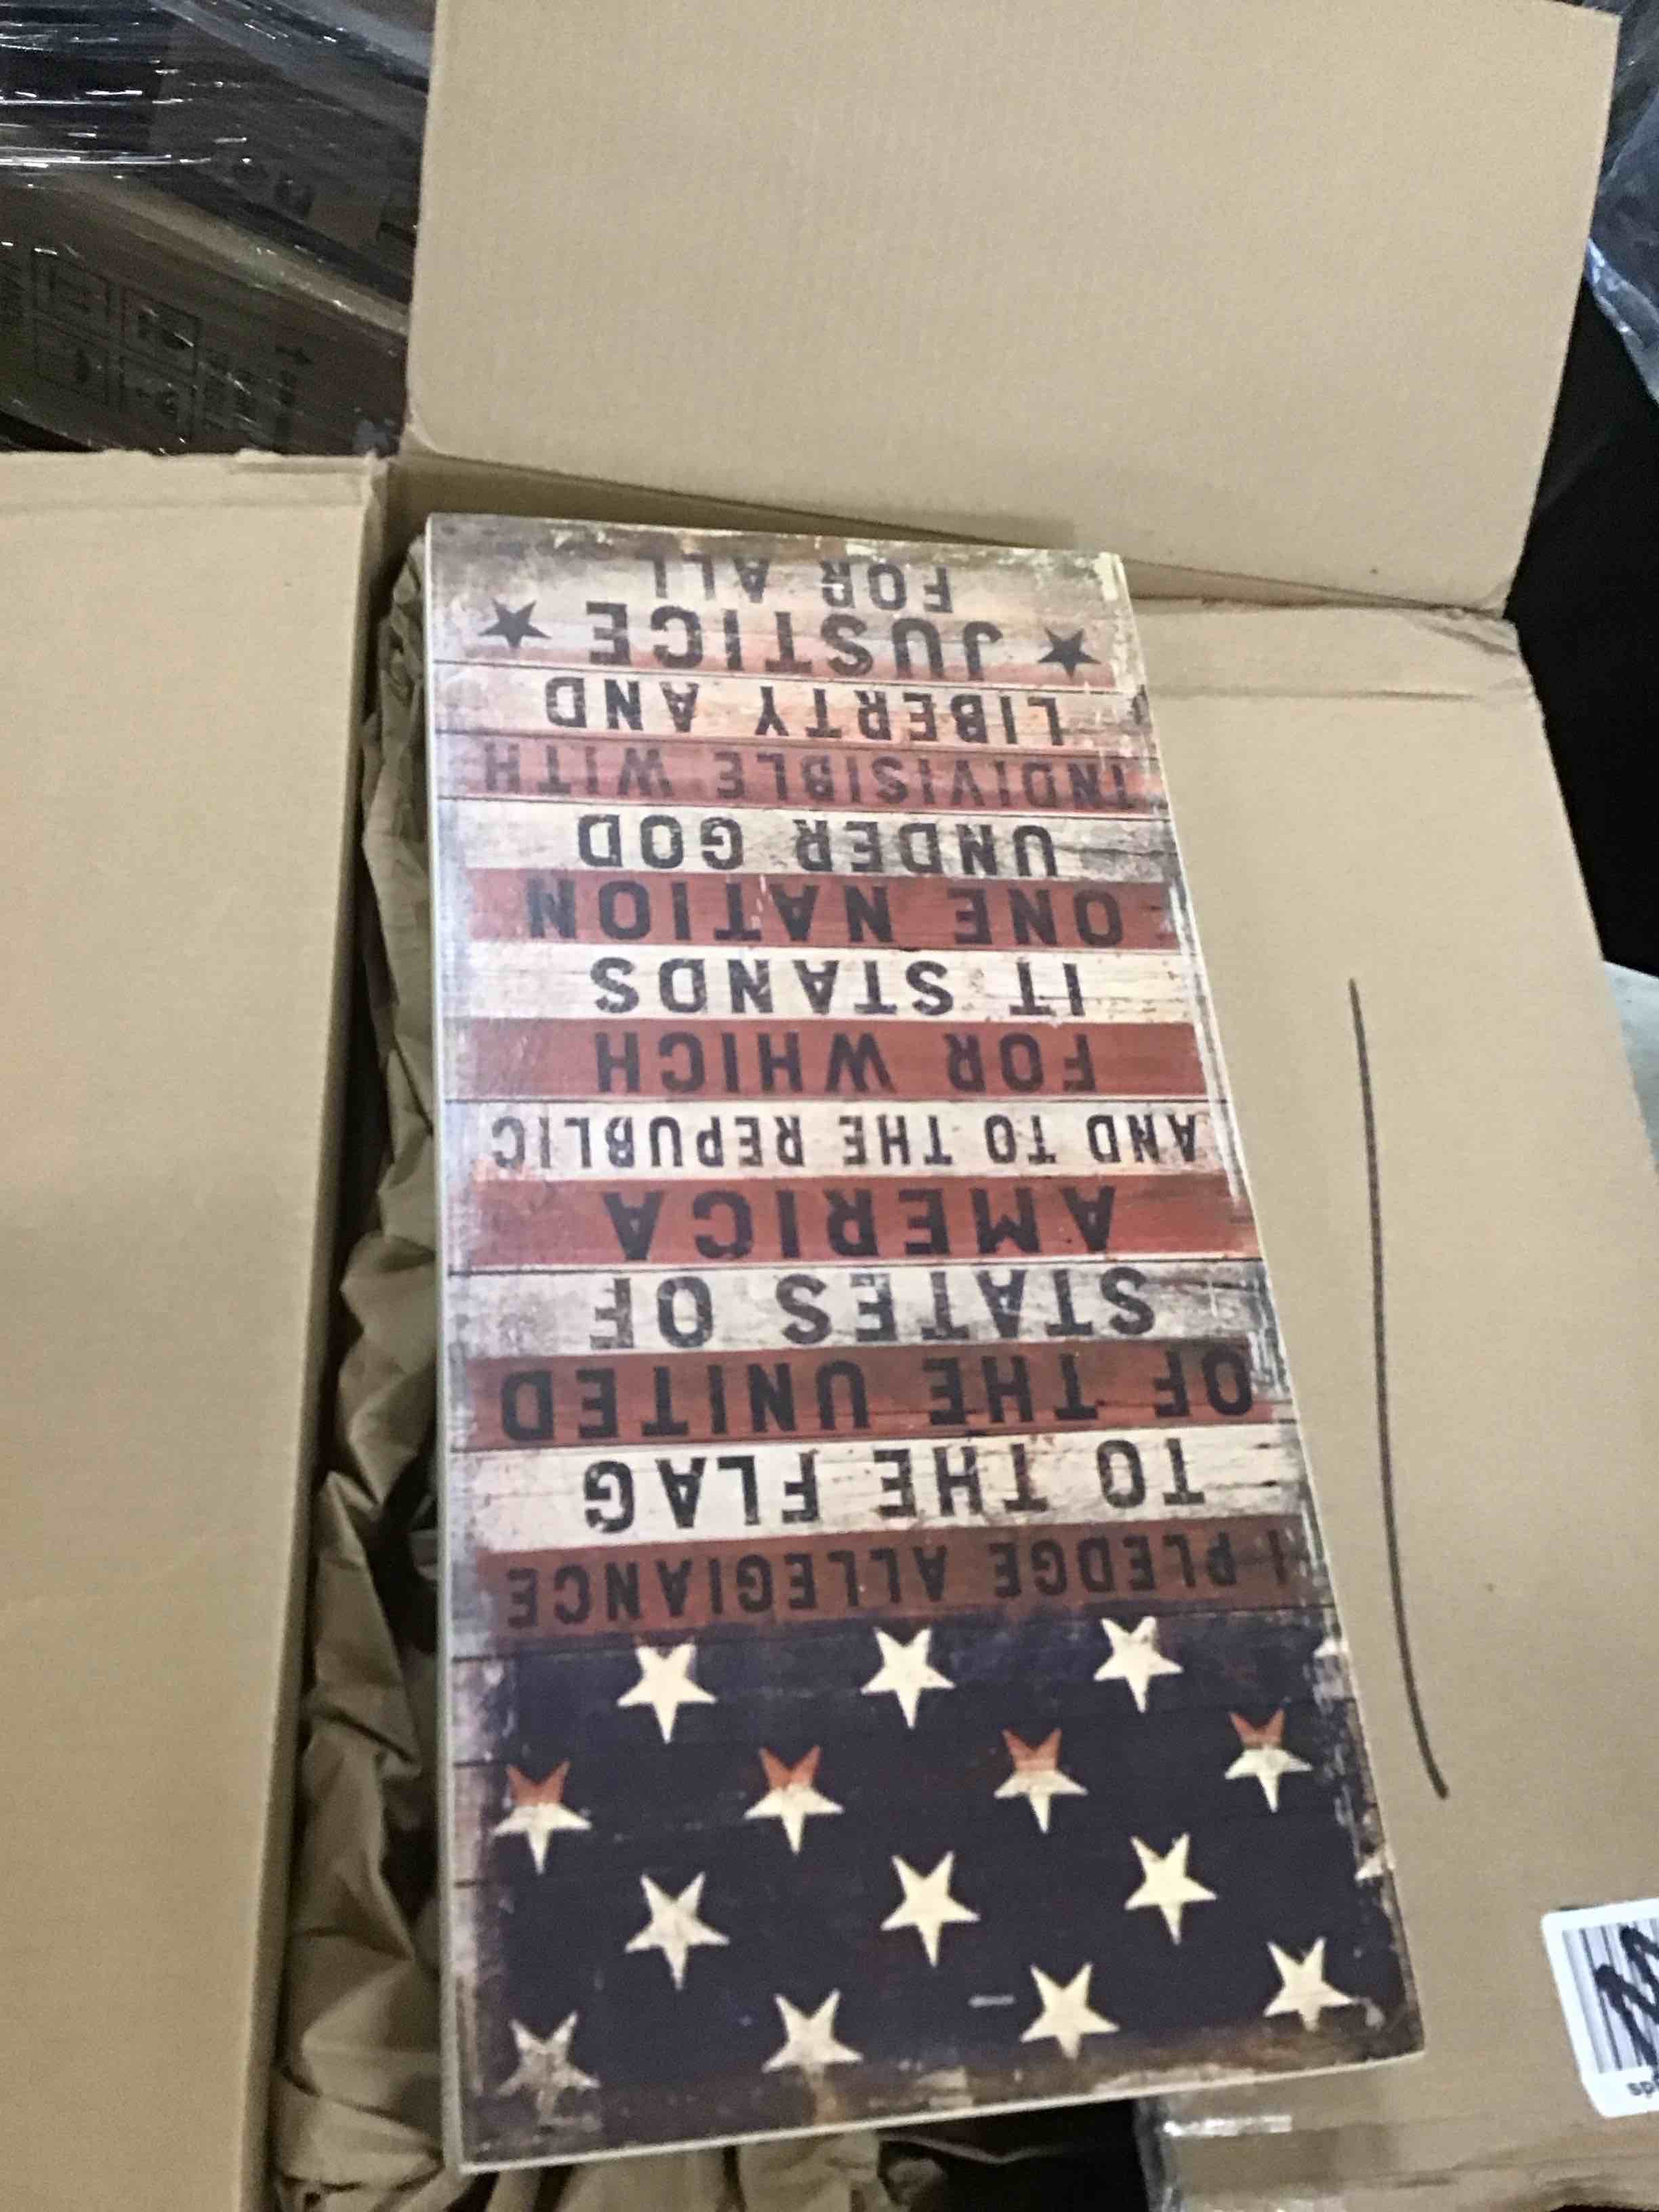 I PLEDGE ALLEGIANCE
TO THE FLAG
OF THE UNITED
STATES OF
AMERICA
AND TO THE REPUBLIC
FOR WHICH
IT STANDS
ONE NATION
UNDER GOD
INDIVISIBLE WITH
LIBERTY AND
JUSTICE
FOR ALL